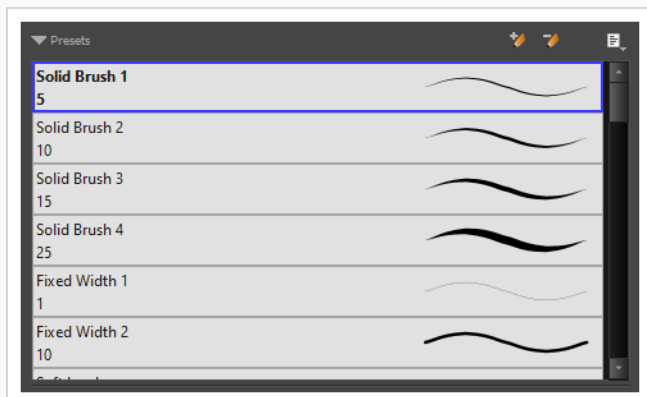 Presets
Solid Brush 1
5
Solid Brush 2
10
Solid Brush 3
15
Solid Brush 4
25
Fixed Width 1
1
Fixed Width 2
10